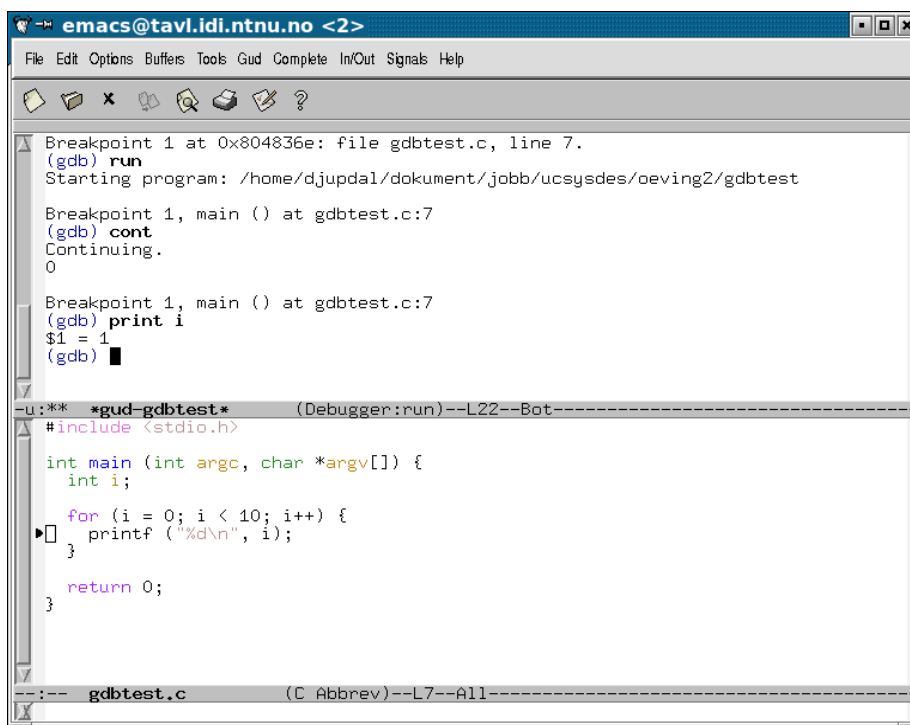 emacs@tavl.idi.ntnu.no <2>
File Edit Options Buffers Tools Gud Complete In/Out Signals Help
Breakpoint 1 at 0x804836e: file gdbtest.c, line 7.
(gdb) run
Starting program: /home/djupdal/dokument/jobb/ucsysdes/oeving2/gdbtest
Breakpoint 1, main () at gdbtest.c:7
(gdb) cont
Continuing.
0
Breakpoint 1, main () at gdbtest.c:7
(gdb) print i
$1 = 1
(gdb)
-u:** *gud-gdbtest* (Debugger:run)--L22--Bot----------------------------------
#include <stdio.h>
int main (int argc, char *argv[]) {
int i;
for (i = 0; i < 10; i++) {
printf ("%d\n", i);
}
return 0;
}
--:-- gdbtest.c (C Abbrev)--L7--All----------------------------------------